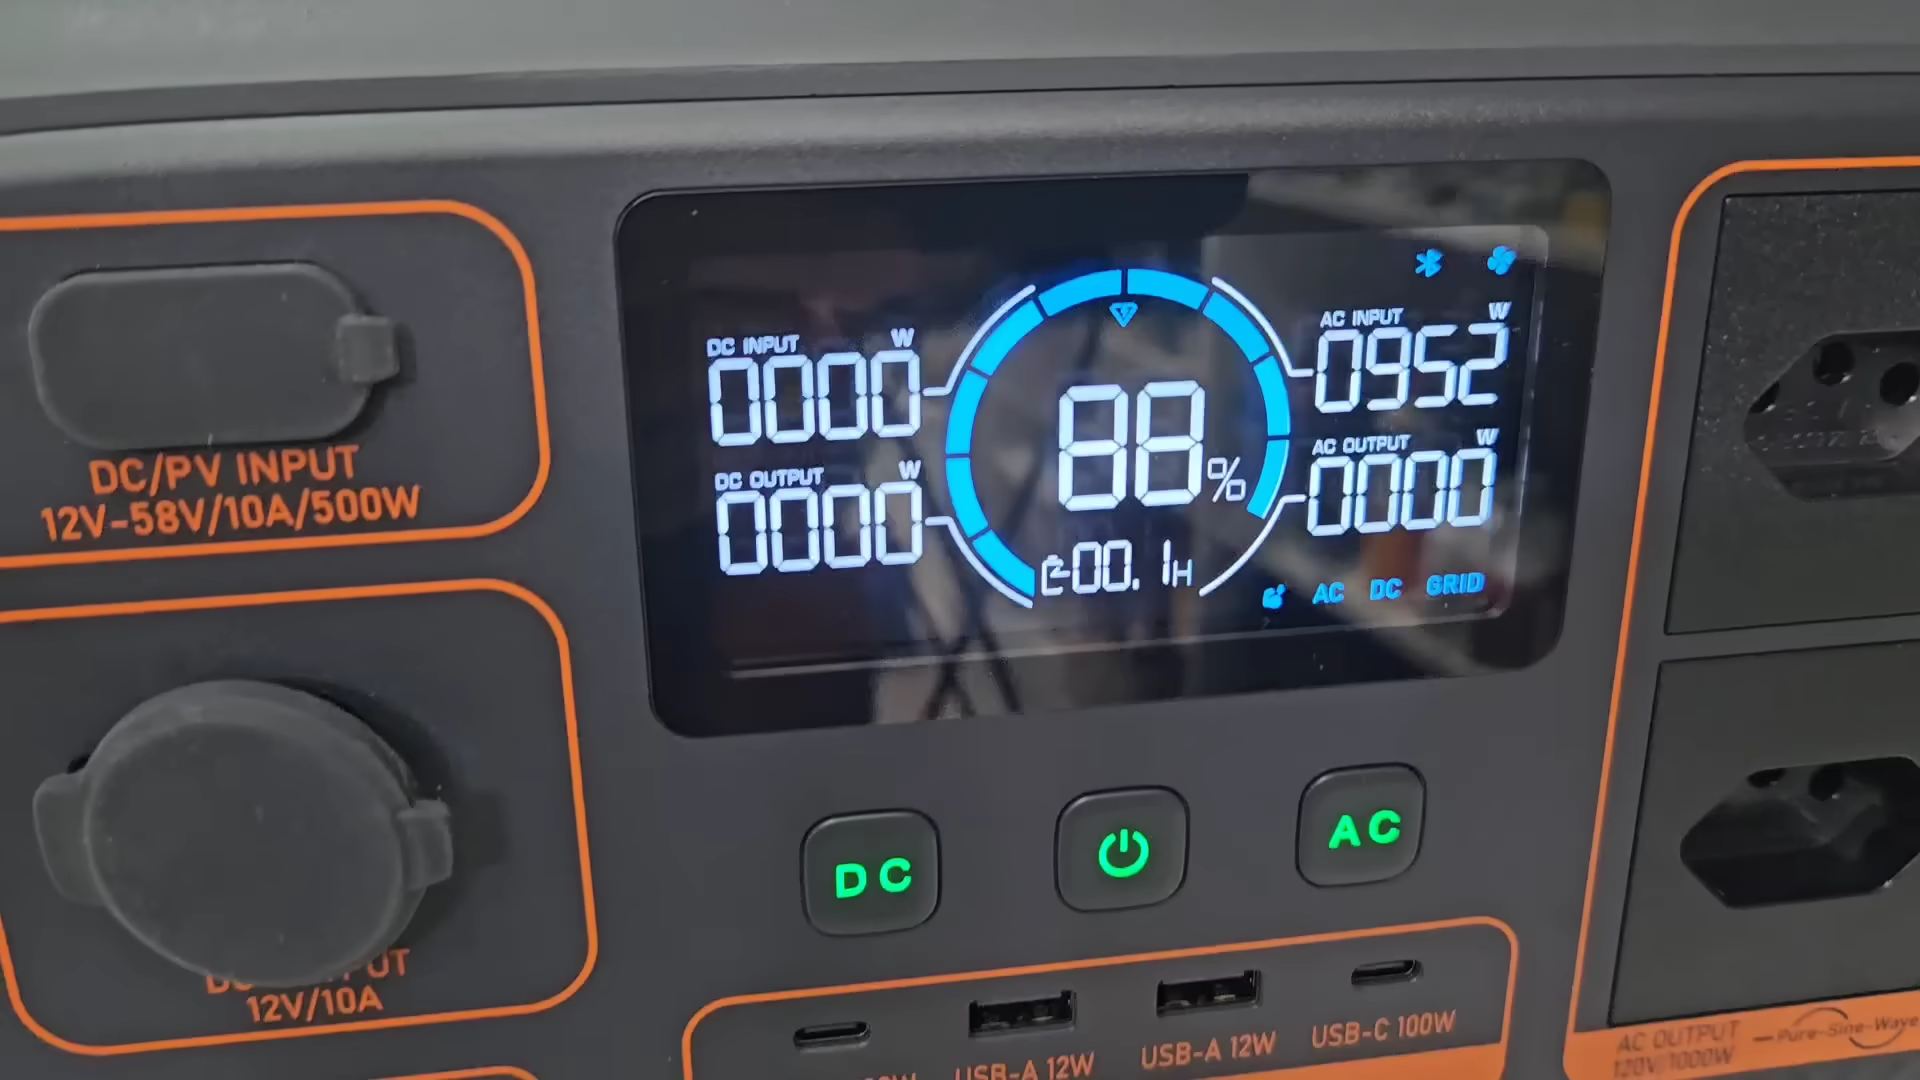 DC/PV INPUT
12V-58V/10A/500W
12V/10A
DC INPUT
W
0000
DC OUTPUT
W
0000
88%
00.1H
AC INPUT
W
0952
AC OUTPUT
W
0000
AC DC GRID
DC
AC
USB-A 12W
USB-A 12W
USB-C 100W
AC OUTPUT
120V/1000W
Pure-Sine-Wave